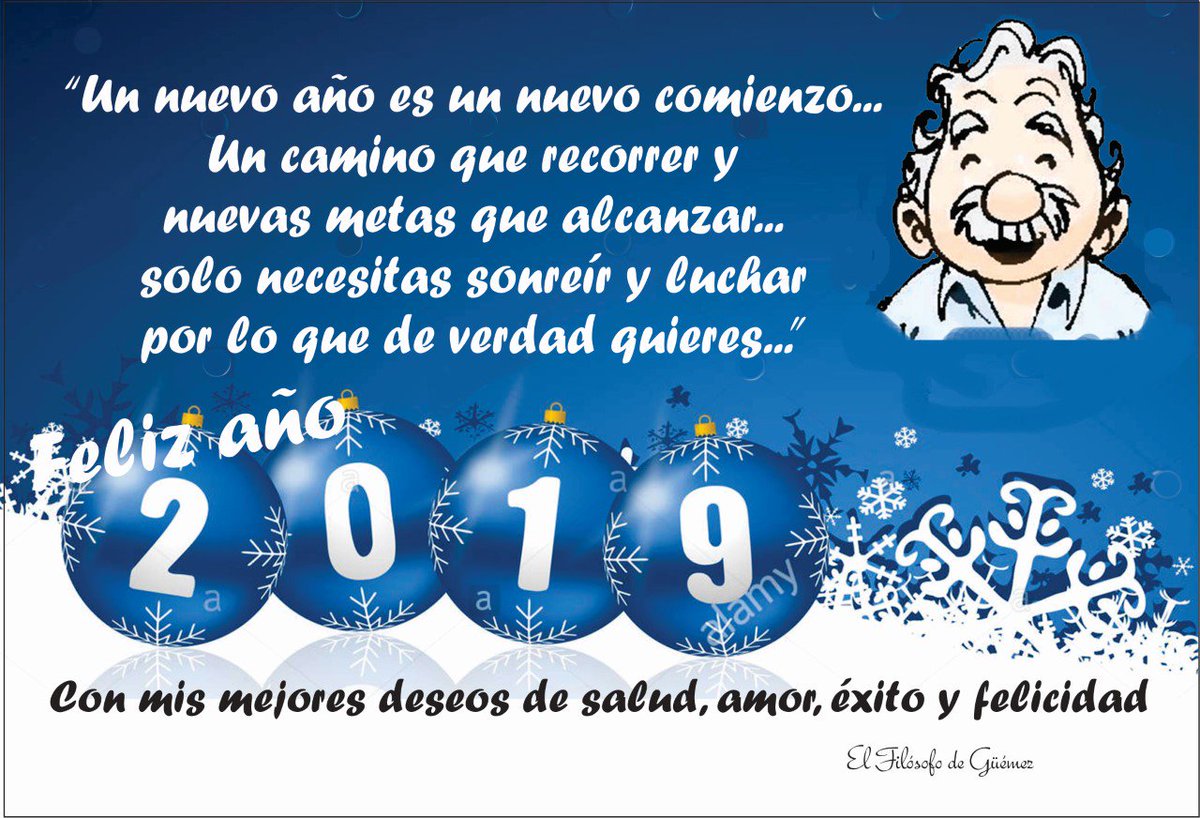 “Un nuevo año es un nuevo comienzo...
Un camino que recorrer y
nuevas metas que alcanzar...
solo necesitas sonreír y luchar
por lo que de verdad quieres...”
Feliz año
2019
a a a a
alamy
Con mis mejores deseos de salud, amor, éxito y felicidad
El Filósofo de Güémez